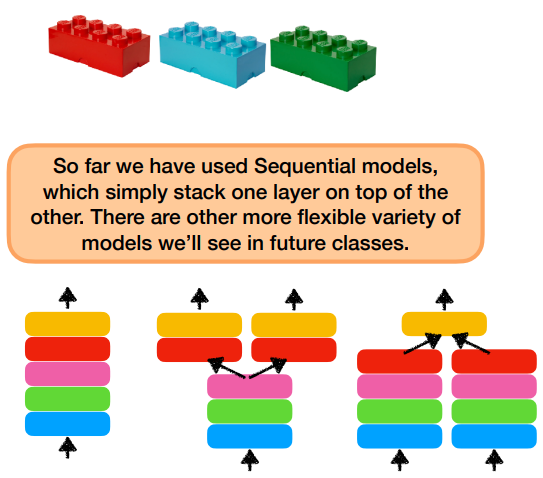 So far we have used Sequential models,
which simply stack one layer on top of the
other. There are other more flexible variety of
models we’ll see in future classes.